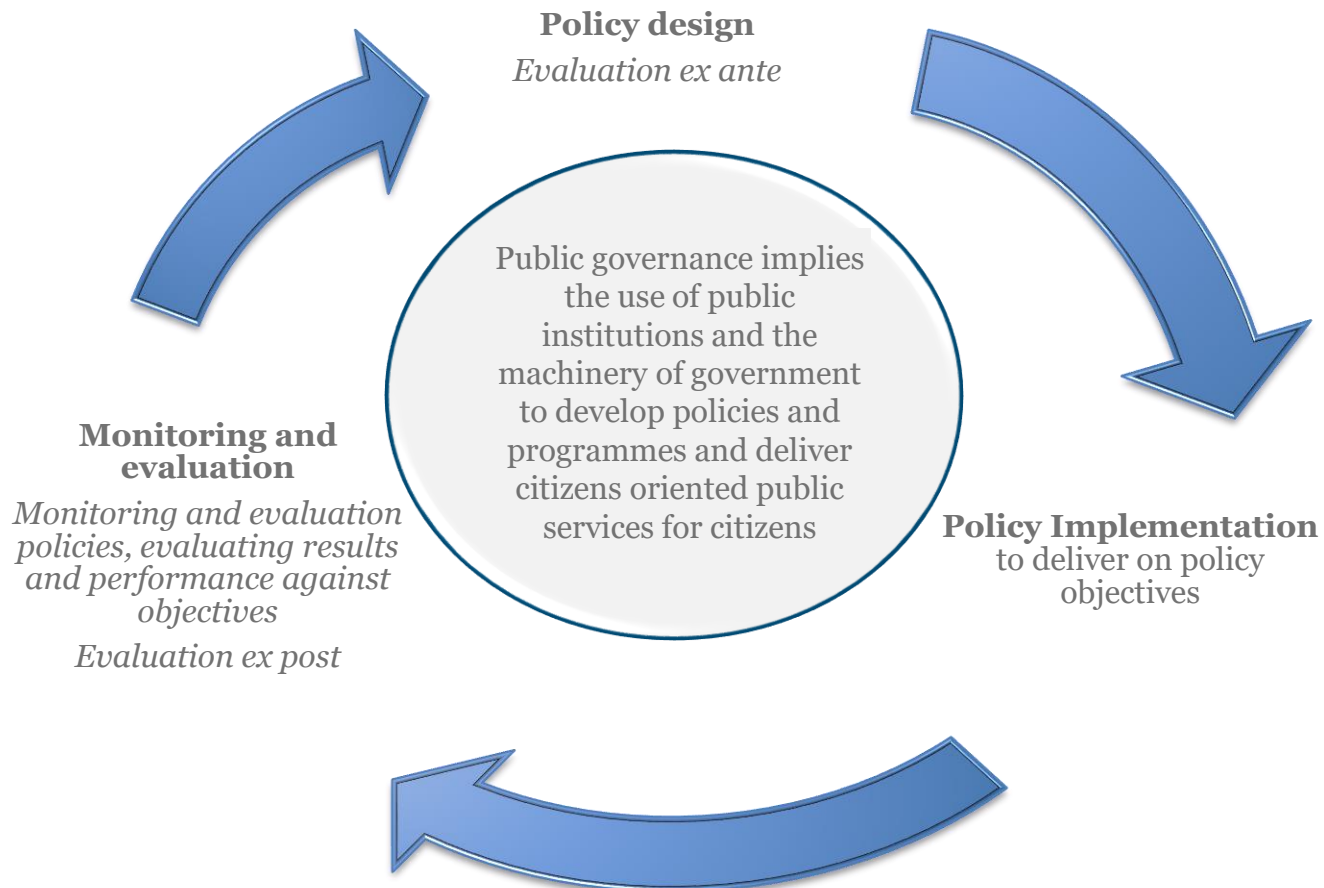 Policy design
Evaluation ex ante
Public governance implies
the use of public
institutions and the
machinery of government
to develop policies and
programmes and deliver
citizens oriented public
services for citizens
Policy Implementation
to deliver on policy
objectives
Monitoring and
evaluation
Monitoring and evaluation
policies, evaluating results
and performance against
objectives
Evaluation ex post